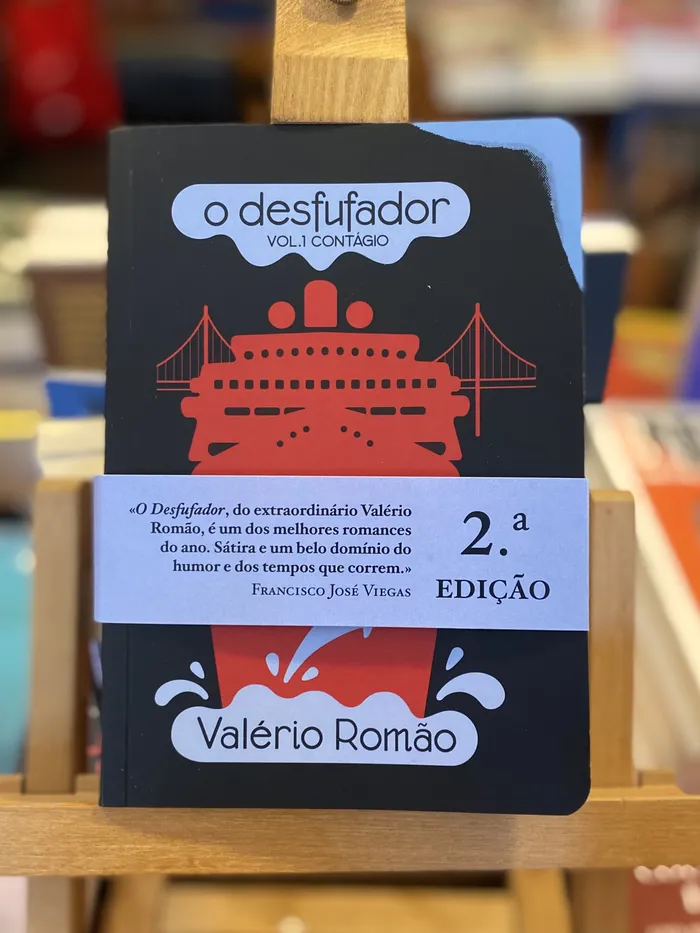 o desfufador
VOL.1 CONTÁGIO
«O Desfufador, do extraordinário Valério
Romão, é um dos melhores romances
do ano. Sátira e um belo domínio do
humor e dos tempos que correm.»
Francisco José Viegas
2.ª
EDIÇÃO
Valério Romão